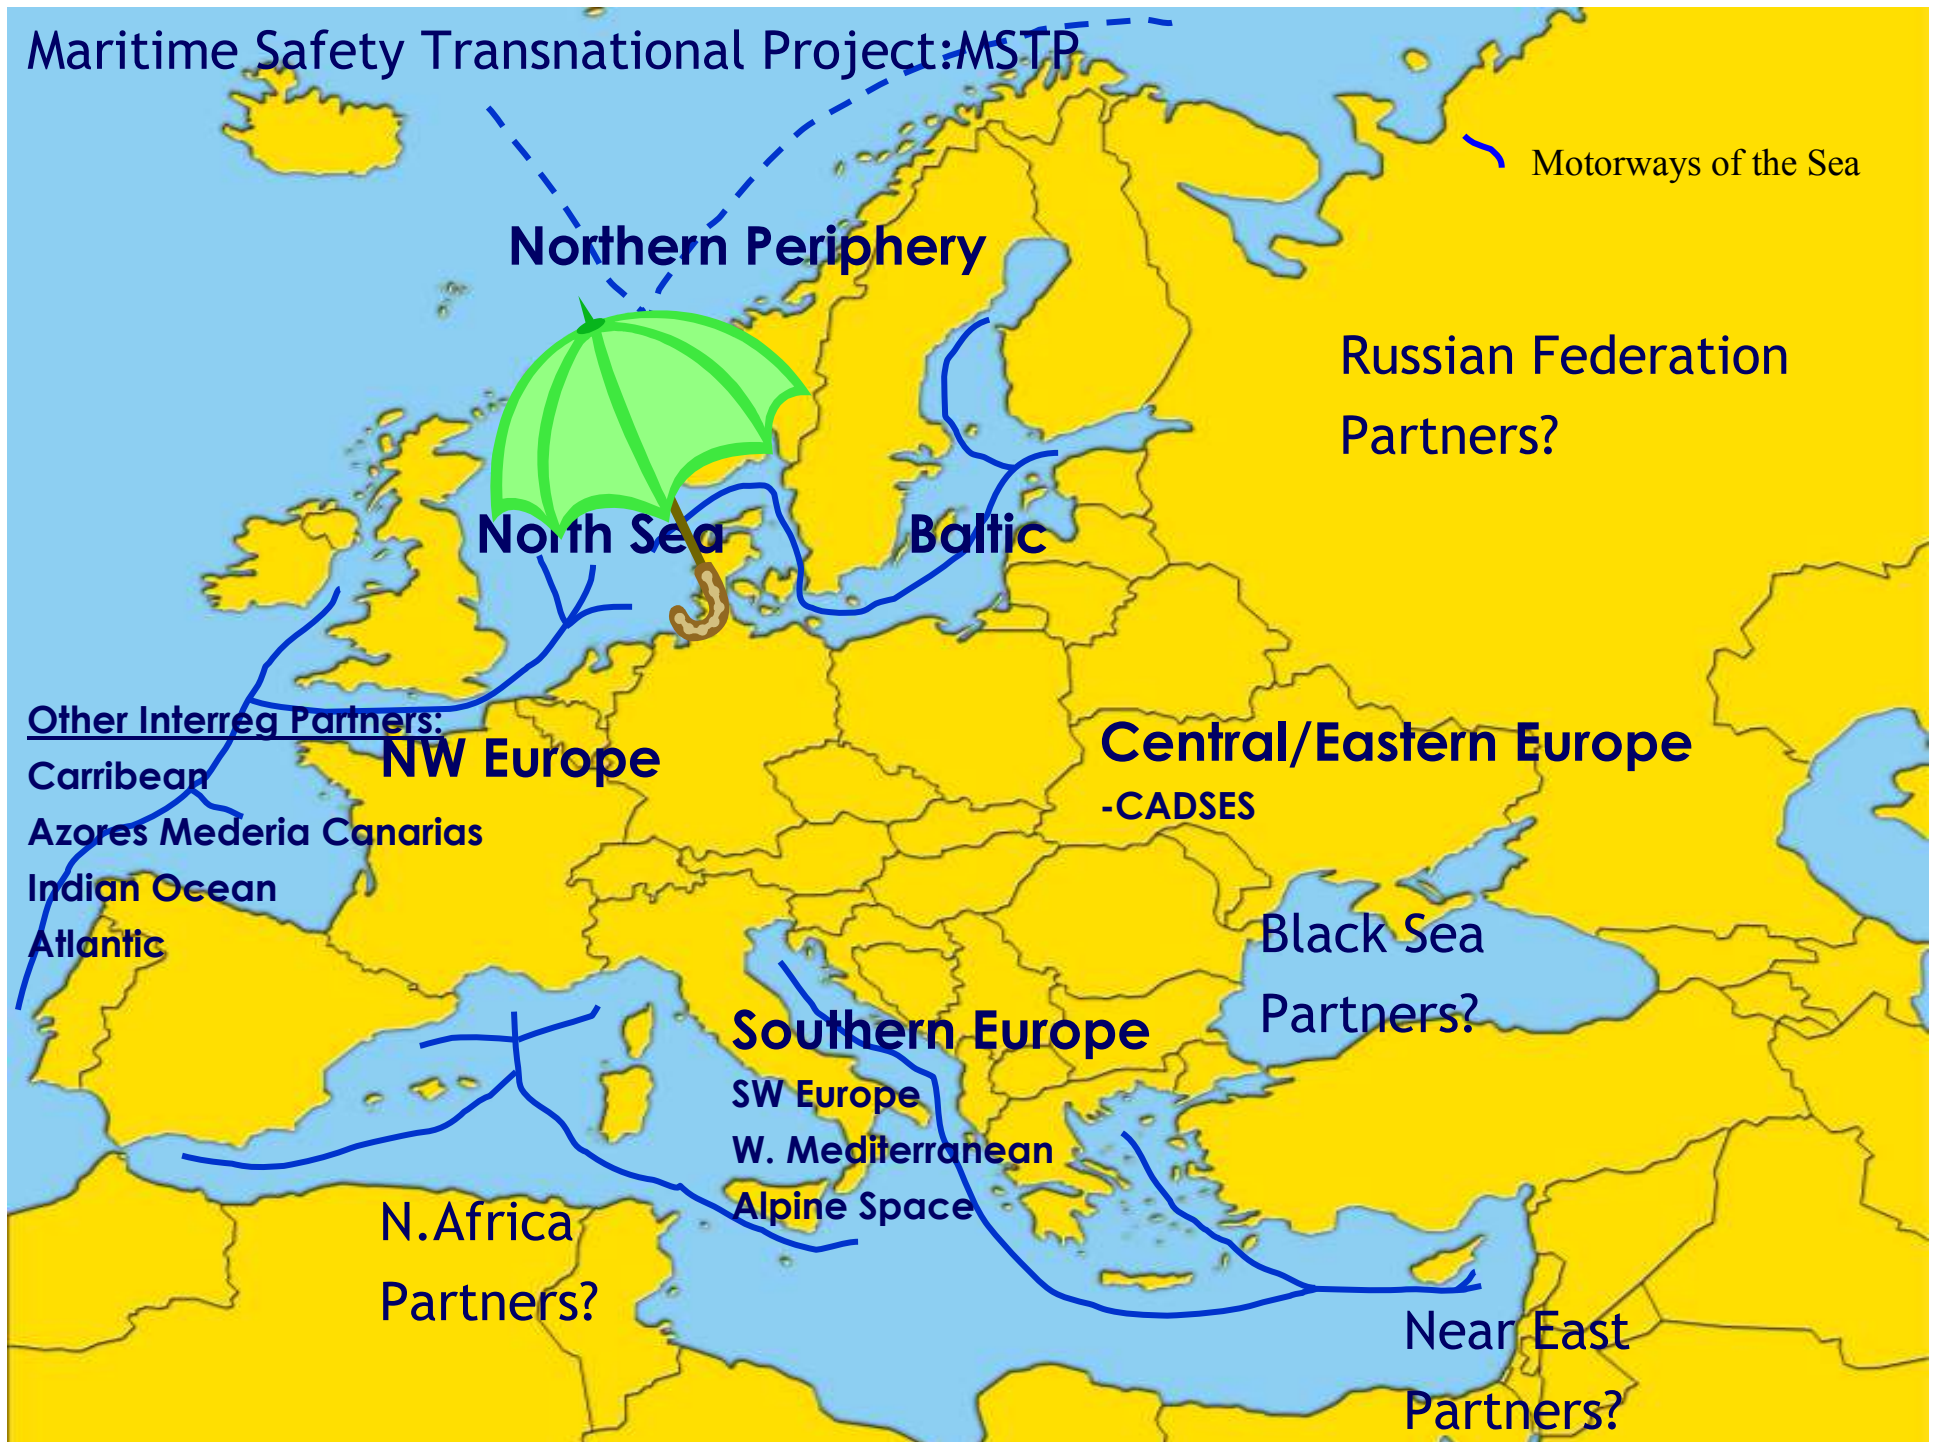 Maritime Safety Transnational Project:MSTP
Motorways of the Sea
Northern Periphery
Russian Federation
Partners?
North Sea
Baltic
Other Interreg Partners:
Carribean
Azores Mederia Canarias
Indian Ocean
Atlantic
NW Europe
Central/Eastern Europe
-CADSES
Black Sea
Partners?
Southern Europe
SW Europe
W. Mediterranean
Alpine Space
N.Africa
Partners?
Near East
Partners?